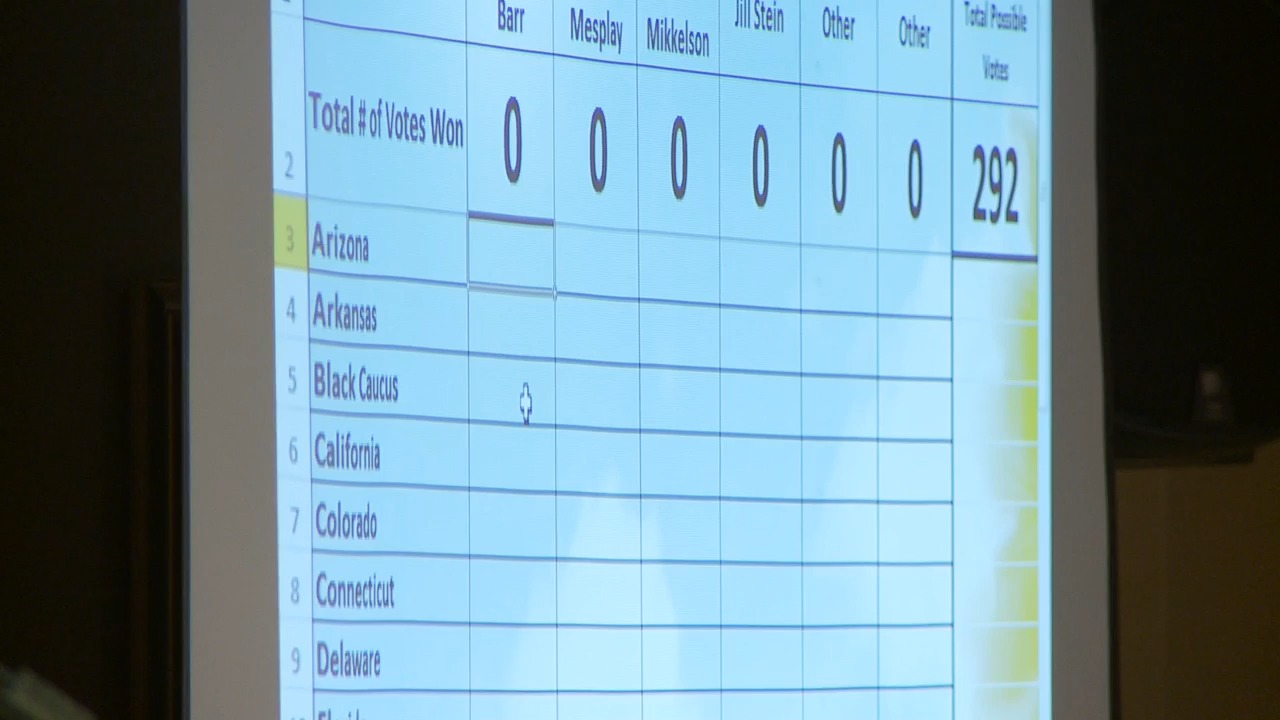 Barr Mesplay Mikkelson Jill Stein Other Other Total Possible
Votes
2 Total # of Votes Won 0 0 0 0 0 0 292
3 Arizona
4 Arkansas
5 Black Caucus
6 California
7 Colorado
8 Connecticut
9 Delaware